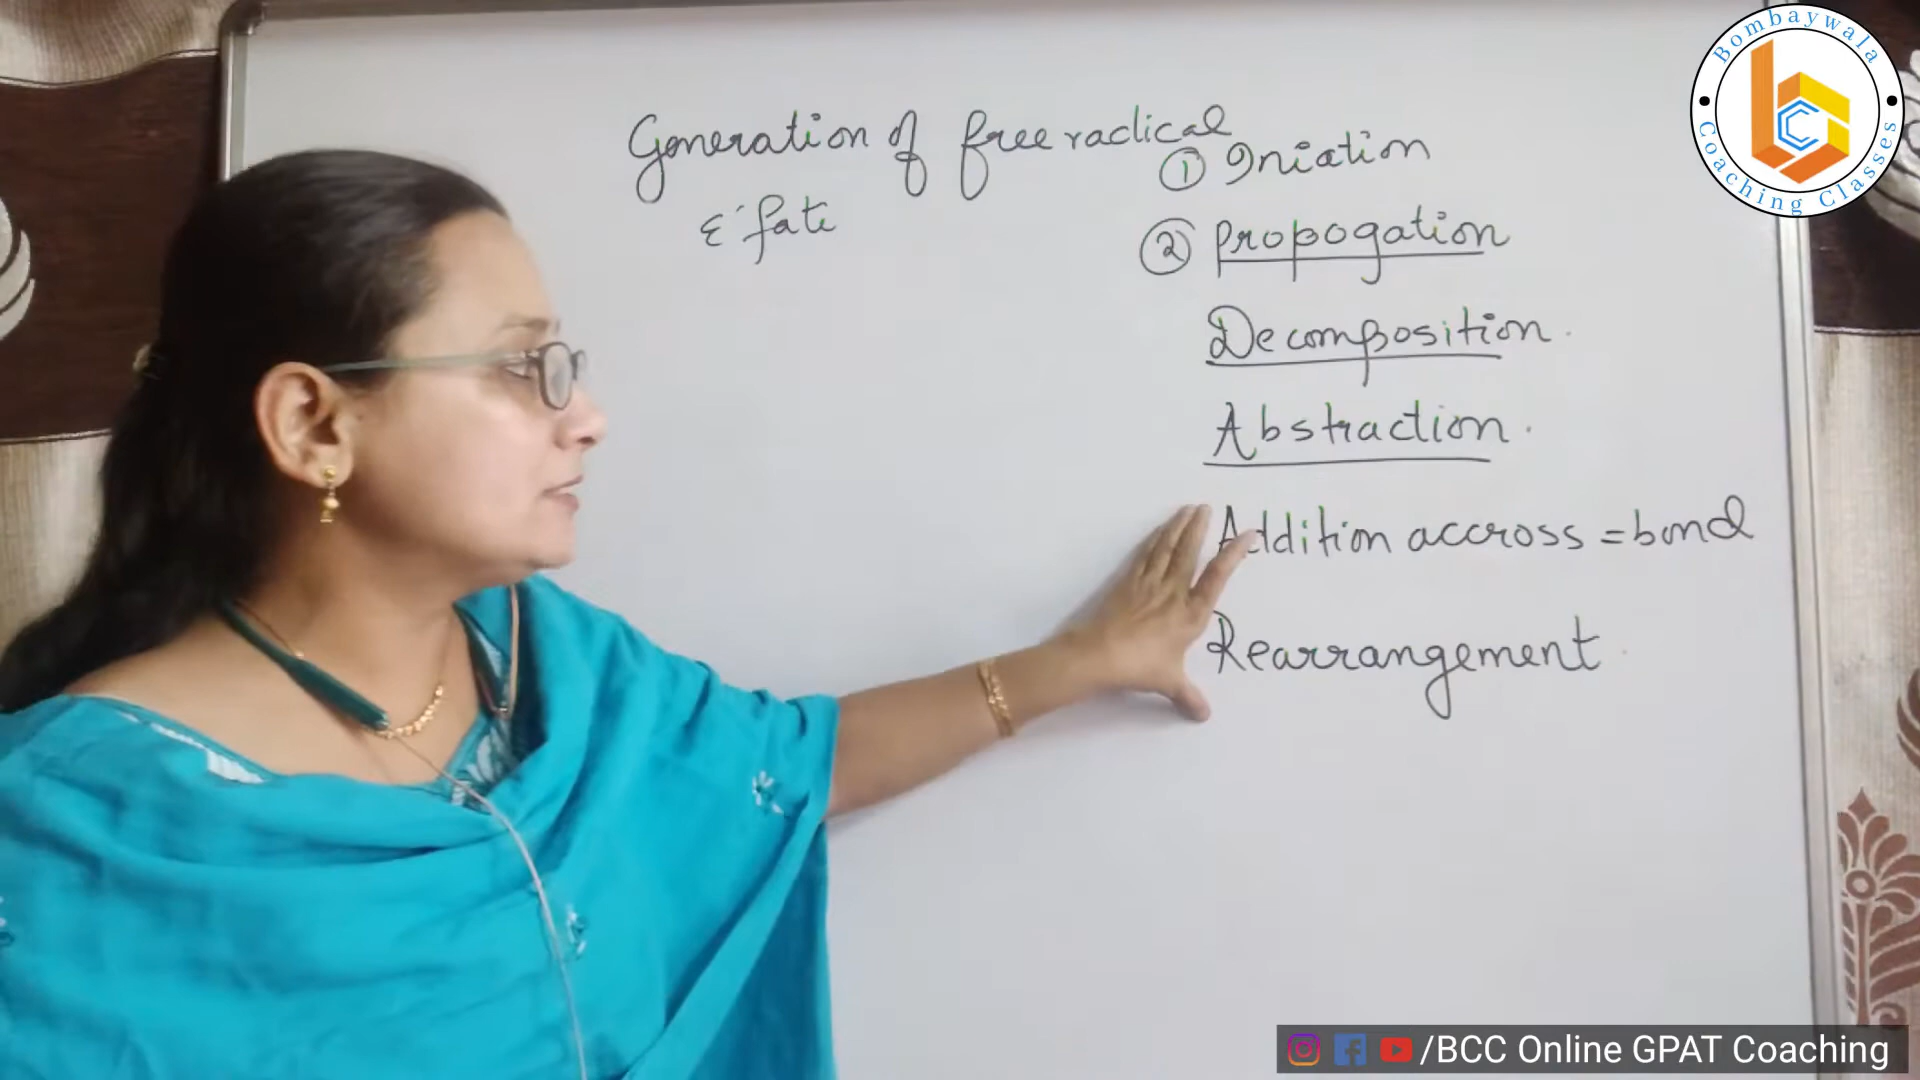 Generation of free radical
& fate
① Iniation
② Propogation
Decomposition.
Abstraction.
Addition accross = bond
Rearrangement
Bombaywala
Coaching Classes
bcc
/BCC Online GPAT Coaching